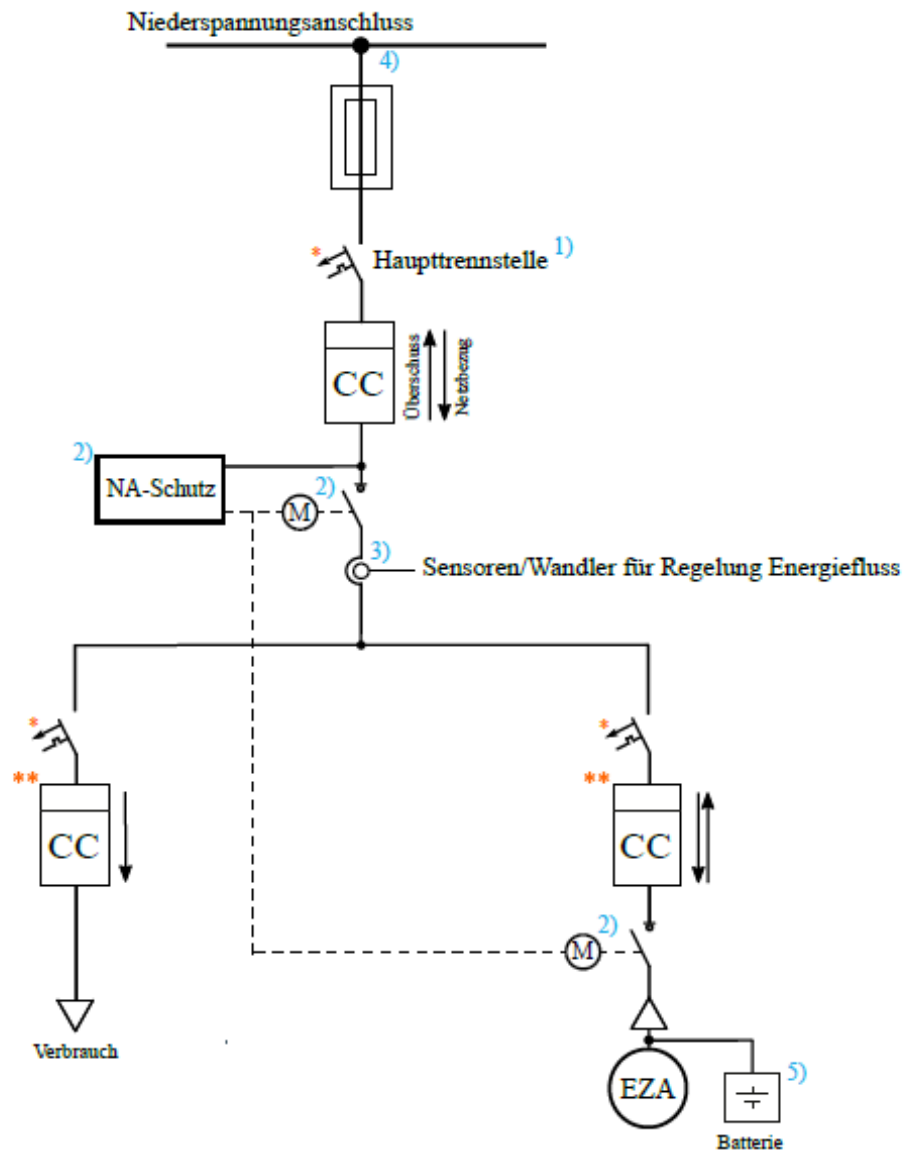 Niederspannungsanschluss
4)
* Haupttrennstelle 1)
CC
Überschuss
Netzbezug
2)
NA-Schutz
M
2)
3)
Sensoren/Wandler für Regelung Energiefluss
*
**
CC
Verbrauch
*
**
CC
2)
M
EZA
5)
Batterie